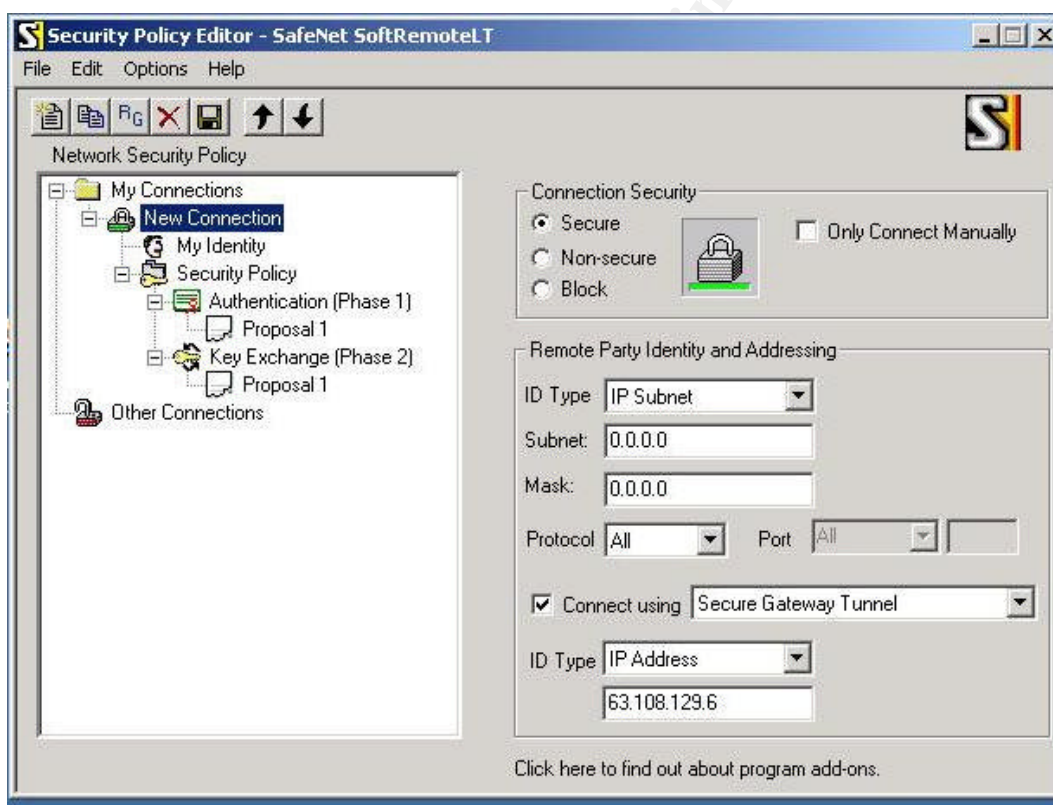 Security Policy Editor - SafeNet SoftRemoteLT
File Edit Options Help
RG
Network Security Policy
My Connections
New Connection
My Identity
Security Policy
Authentication (Phase 1)
Proposal 1
Key Exchange (Phase 2)
Proposal 1
Other Connections
Connection Security
Secure
Non-secure
Block
Only Connect Manually
Remote Party Identity and Addressing
ID Type IP Subnet
Subnet: 0.0.0.0
Mask: 0.0.0.0
Protocol All Port All
Connect using Secure Gateway Tunnel
ID Type IP Address
63.108.129.6
Click here to find out about program add-ons.